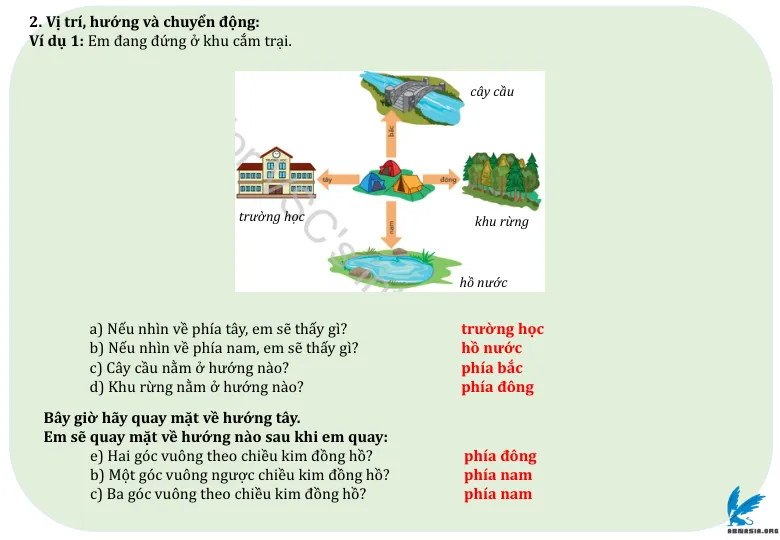 2. Vị trí, hướng và chuyển động:
Ví dụ 1: Em đang đứng ở khu cắm trại.
cây cầu
bắc
TRƯỜNG HỌC
tây
đông
trường học
khu rừng
nam
hồ nước
a) Nếu nhìn về phía tây, em sẽ thấy gì? trường học
b) Nếu nhìn về phía nam, em sẽ thấy gì? hồ nước
c) Cây cầu nằm ở hướng nào? phía bắc
d) Khu rừng nằm ở hướng nào? phía đông
Bây giờ hãy quay mặt về hướng tây.
Em sẽ quay mặt về hướng nào sau khi em quay:
e) Hai góc vuông theo chiều kim đồng hồ? phía đông
b) Một góc vuông ngược chiều kim đồng hồ? phía nam
c) Ba góc vuông theo chiều kim đồng hồ? phía nam